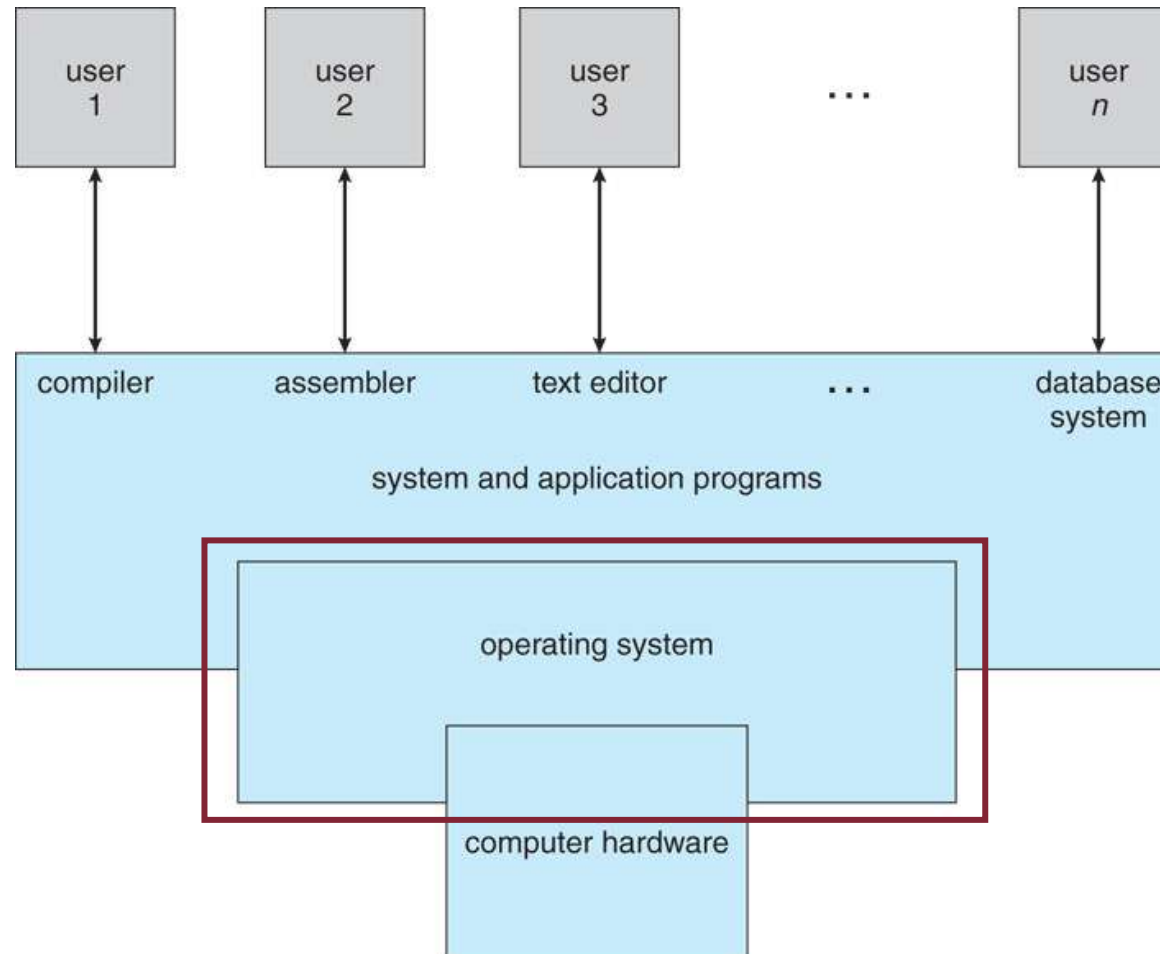 user
1
user
2
user
3
...
user
n
compiler
assembler
text editor
...
database
system
system and application programs
operating system
computer hardware